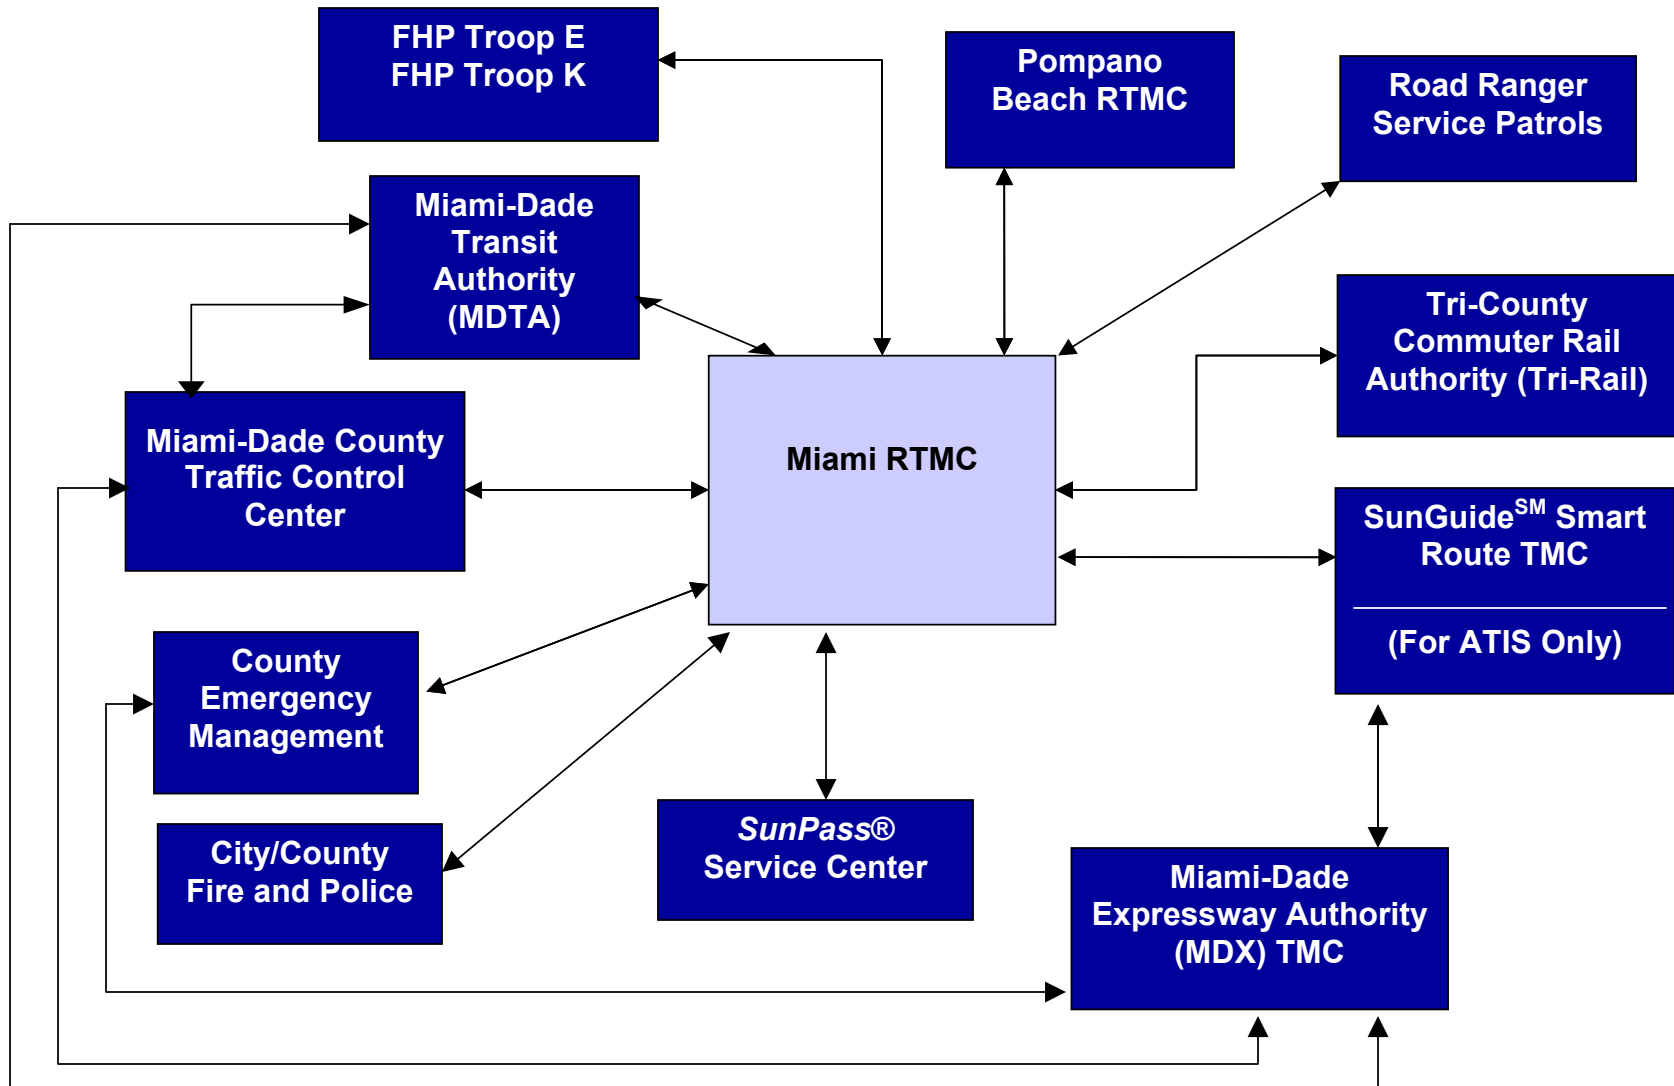 FHP Troop E
FHP Troop K
Pompano
Beach RTMC
Road Ranger
Service Patrols
Miami-Dade
Transit
Authority
(MDTA)
Tri-County
Commuter Rail
Authority (Tri-Rail)
Miami-Dade County
Traffic Control
Center
Miami RTMC
SunGuideSM Smart
Route TMC
(For ATIS Only)
County
Emergency
Management
City/County
Fire and Police
SunPass®
Service Center
Miami-Dade
Expressway Authority
(MDX) TMC